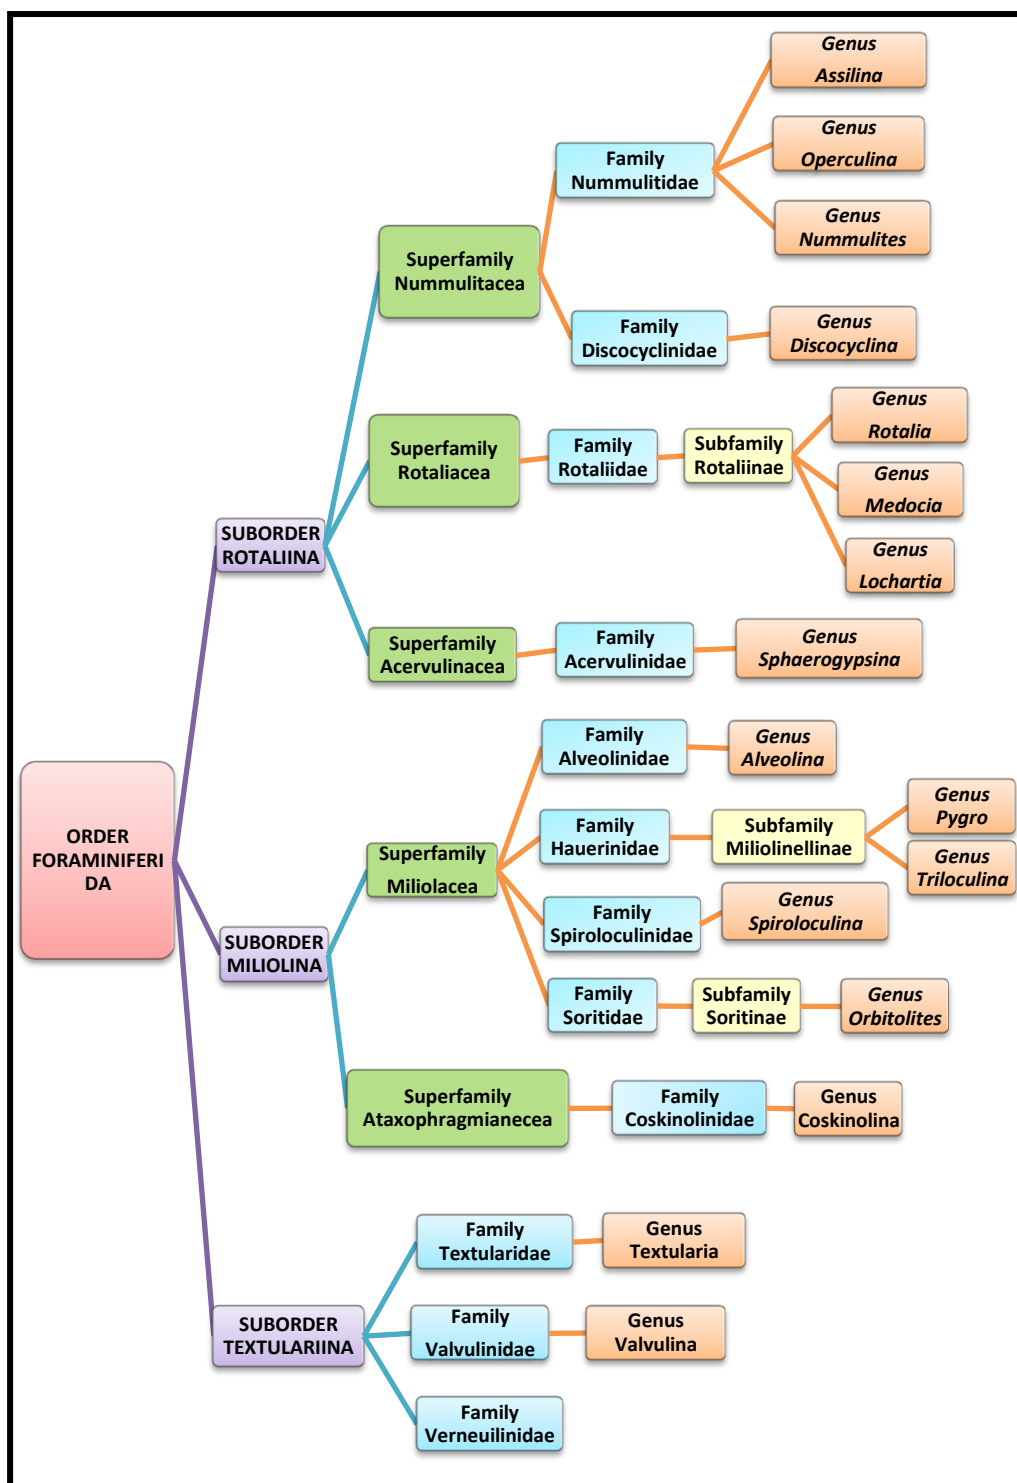 ORDER
FORAMINIFERI
DA
SUBORDER
ROTALIINA
Superfamily
Nummulitacea
Family
Nummulitidae
Genus
Assilina
Genus
Operculina
Genus
Nummulites
Family
Discocyclinidae
Genus
Discocyclina
Superfamily
Rotaliacea
Family
Rotaliidae
Subfamily
Rotaliinae
Genus
Rotalia
Genus
Medocia
Genus
Lochartia
Superfamily
Acervulinacea
Family
Acervulinidae
Genus
Sphaerogypsina
SUBORDER
MILIOLINA
Superfamily
Miliolacea
Family
Alveolinidae
Genus
Alveolina
Family
Hauerinidae
Subfamily
Miliolinellinae
Genus
Pygro
Genus
Triloculina
Family
Spiroloculinidae
Genus
Spiroloculina
Family
Soritidae
Subfamily
Soritinae
Genus
Orbitolites
Superfamily
Ataxophragmianecea
Family
Coskinolinidae
Genus
Coskinolina
SUBORDER
TEXTULARIINA
Family
Textularidae
Genus
Textularia
Family
Valvulinidae
Genus
Valvulina
Family
Verneuilinidae